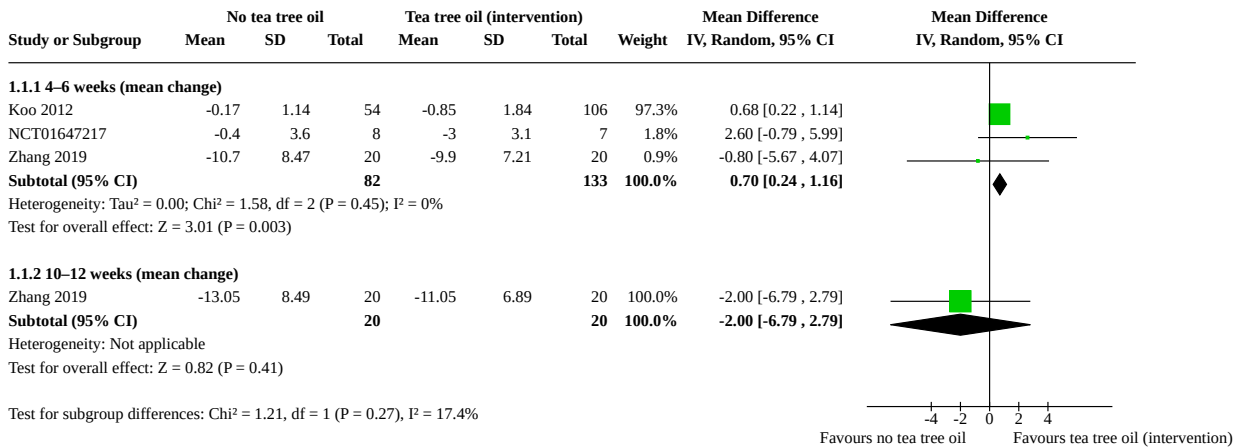 No tea tree oil Tea tree oil (intervention) Mean Difference Mean Difference
Study or Subgroup Mean SD Total Mean SD Total Weight IV, Random, 95% CI IV, Random, 95% CI
1.1.1 4–6 weeks (mean change)
Koo 2012 -0.17 1.14 54 -0.85 1.84 106 97.3% 0.68 [0.22 , 1.14]
NCT01647217 -0.4 3.6 8 -3 3.1 7 1.8% 2.60 [-0.79 , 5.99]
Zhang 2019 -10.7 8.47 20 -9.9 7.21 20 0.9% -0.80 [-5.67 , 4.07]
Subtotal (95% CI) 82 133 100.0% 0.70 [0.24 , 1.16]
Heterogeneity: Tau² = 0.00; Chi² = 1.58, df = 2 (P = 0.45); I² = 0%
Test for overall effect: Z = 3.01 (P = 0.003)
1.1.2 10–12 weeks (mean change)
Zhang 2019 -13.05 8.49 20 -11.05 6.89 20 100.0% -2.00 [-6.79 , 2.79]
Subtotal (95% CI) 20 20 100.0% -2.00 [-6.79 , 2.79]
Heterogeneity: Not applicable
Test for overall effect: Z = 0.82 (P = 0.41)
Test for subgroup differences: Chi² = 1.21, df = 1 (P = 0.27), I² = 17.4%
-4 -2 0 2 4
Favours no tea tree oil Favours tea tree oil (intervention)